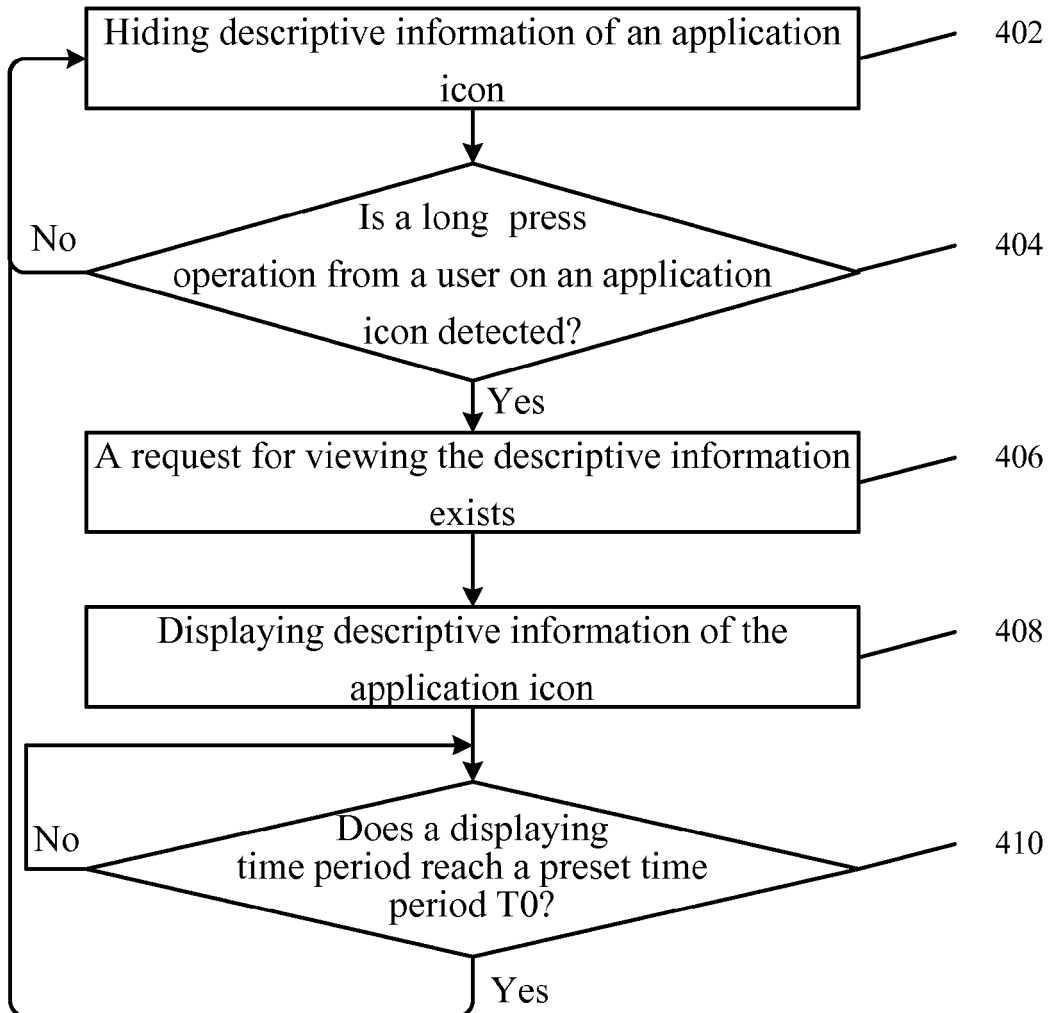 Hiding descriptive information of an application
icon
402
Is a long press
operation from a user on an application
icon detected?
404
No
Yes
A request for viewing the descriptive information
exists
406
Displaying descriptive information of the
application icon
408
Does a displaying
time period reach a preset time
period T0?
410
No
Yes